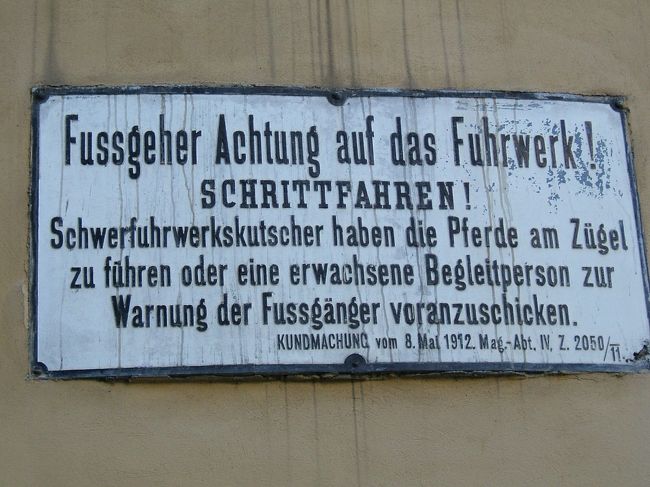 Fussgeher Achtung auf das Fuhrwerk!
SCHRITTFAHREN!
Schwerfuhrwerkskutscher haben die Pferde am Zügel
zu führen oder eine erwachsene Begleitperson zur
Warnung der Fussgänger voranzuschicken.
KUNDMACHUNG vom 8. Mai 1912. Mag.-Abt. IV, Z. 2050/11.